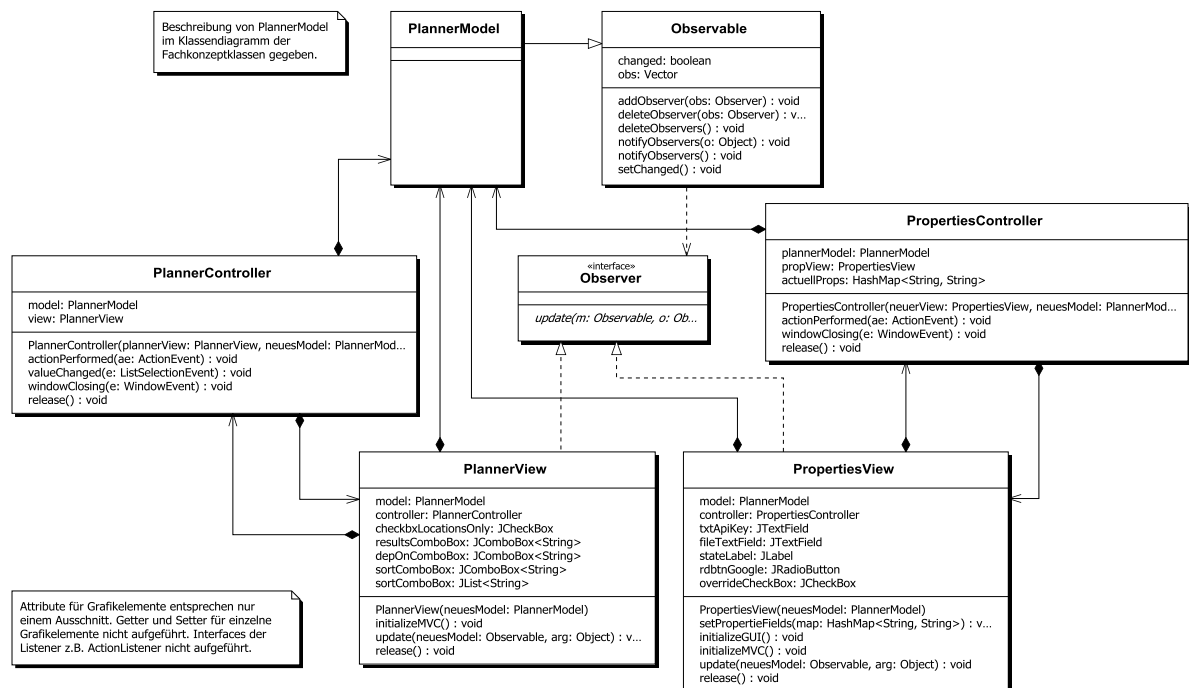 Beschreibung von PlannerModel
im Klassendiagramm der
Fachkonzeptklassen gegeben.
PlannerModel
Observable
changed: boolean
obs: Vector
addObserver(obs: Observer) : void
deleteObserver(obs: Observer) : v...
deleteObservers() : void
notifyObservers(o: Object) : void
notifyObservers() : void
setChanged() : void
PropertiesController
plannerModel: PlannerModel
propView: PropertiesView
actuellProps: HashMap<String, String>
PropertiesController(neuerView: PropertiesView, neuesModel: PlannerMod...
actionPerformed(ae: ActionEvent) : void
windowClosing(e: WindowEvent) : void
release() : void
PlannerController
model: PlannerModel
view: PlannerView
PlannerController(plannerView: PlannerView, neuesModel: PlannerMod...
actionPerformed(ae: ActionEvent) : void
valueChanged(e: ListSelectionEvent) : void
windowClosing(e: WindowEvent) : void
release() : void
«interface»
Observer
update(m: Observable, o: Ob...
PlannerView
model: PlannerModel
controller: PlannerController
checkbxLocationsOnly: JCheckBox
resultsComboBox: JComboBox<String>
depOnComboBox: JComboBox<String>
sortComboBox: JComboBox<String>
sortComboBox: JList<String>
PlannerView(neuesModel: PlannerModel)
initializeMVC() : void
update(neuesModel: Observable, arg: Object) : v...
release() : void
PropertiesView
model: PlannerModel
controller: PropertiesController
txtApiKey: JTextField
fileTextField: JTextField
stateLabel: JLabel
rdbtnGoogle: JRadioButton
overrideCheckBox: JCheckBox
PropertiesView(neuesModel: PlannerModel)
setPropertieFields(map: HashMap<String, String>) : v...
initializeGUI() : void
initializeMVC() : void
update(neuesModel: Observable, arg: Object) : void
release() : void
Attribute für Grafikelemente entsprechen nur
einem Ausschnitt. Getter und Setter für einzelne
Grafikelemente nicht aufgeführt. Interfaces der
Listener z.B. ActionListener nicht aufgeführt.